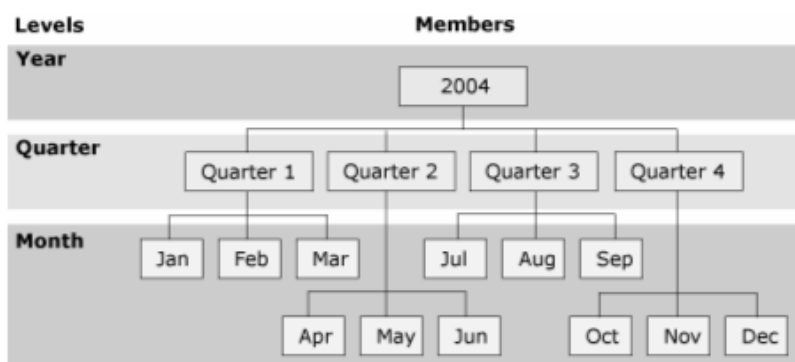 Levels Members
Year
2004
Quarter
Quarter 1 Quarter 2 Quarter 3 Quarter 4
Month
Jan Feb Mar Jul Aug Sep
Apr May Jun Oct Nov Dec